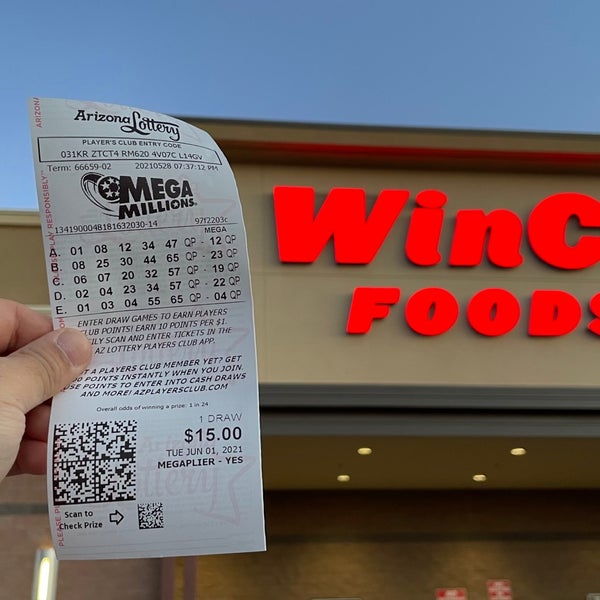 Arizona Lottery
PLAYER'S CLUB ENTRY CODE
031KR ZTCT4 RM620 4V07C L14GV
Term: 66659-02 20210528 07:37:12 PM
MEGA
MILLIONS
1341900048181632030-14 97f2203c
MEGA
A. 01 08 12 34 47 QP - 12 QP
B. 08 25 30 44 65 QP - 23 QP
C. 06 07 20 32 57 QP - 19 QP
D. 02 04 23 34 57 QP - 22 QP
E. 01 03 04 55 65 QP - 04 QP
ENTER DRAW GAMES TO EARN PLAYERS
CLUB POINTS! EARN 10 POINTS PER $1.
SILY SCAN AND ENTER TICKETS IN THE
AZ LOTTERY PLAYERS CLUB APP.
T A PLAYERS CLUB MEMBER YET? GET
00 POINTS INSTANTLY WHEN YOU JOIN.
USE POINTS TO ENTER INTO CASH DRAWS
AND MORE! AZPLAYERSCLUB.COM
Overall odds of winning a prize: 1 in 24
1 DRAW
$15.00
TUE JUN 01, 2021
MEGAPLIER - YES
Scan to
Check Prize
WinC
FOODS